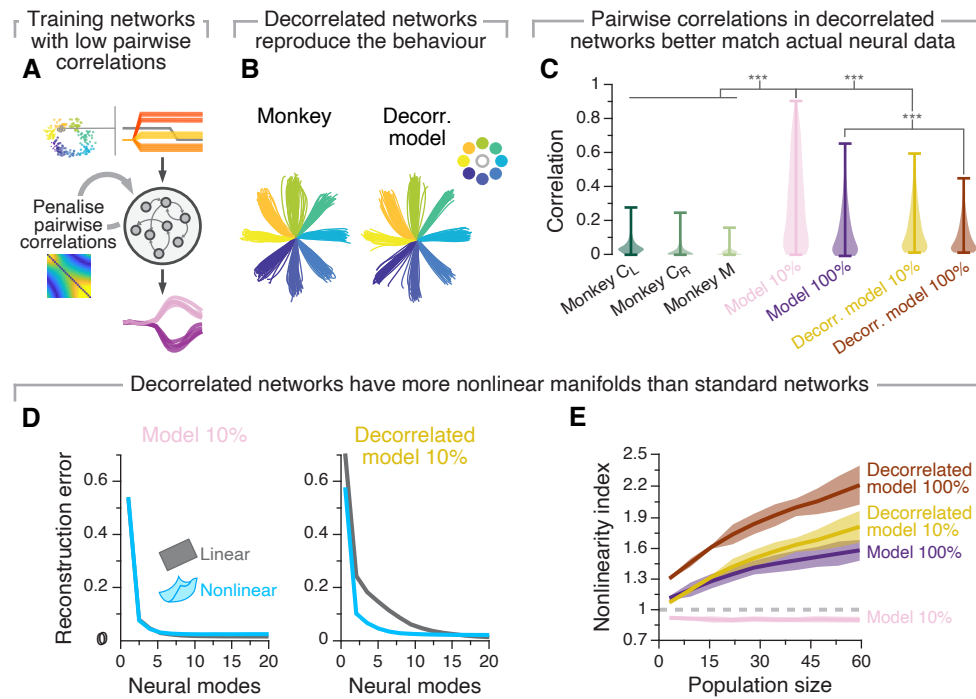 Training networks
with low pairwise
correlations
A
Penalise
pairwise
correlations
Decorrelated networks
reproduce the behaviour
B
Monkey
Decorr.
model
Pairwise correlations in decorrelated
networks better match actual neural data
C
Correlation
1
0.8
0.6
0.4
0.2
0
***
***
***
Monkey CL
Monkey CR
Monkey M
Model 10%
Model 100%
Decorr. model 10%
Decorr. model 100%
Decorrelated networks have more nonlinear manifolds than standard networks
D
Model 10%
Reconstruction error
0.6
0.4
0.2
0
Linear
Nonlinear
0 5 10 15 20
Neural modes
Decorrelated
model 10%
0.6
0.4
0.2
0
0 5 10 15 20
Neural modes
E
Nonlinearity index
2.5
2.2
1.9
1.6
1.3
1
0.7
Decorrelated
model 100%
Decorrelated
model 10%
Model 100%
Model 10%
0 15 30 45 60
Population size